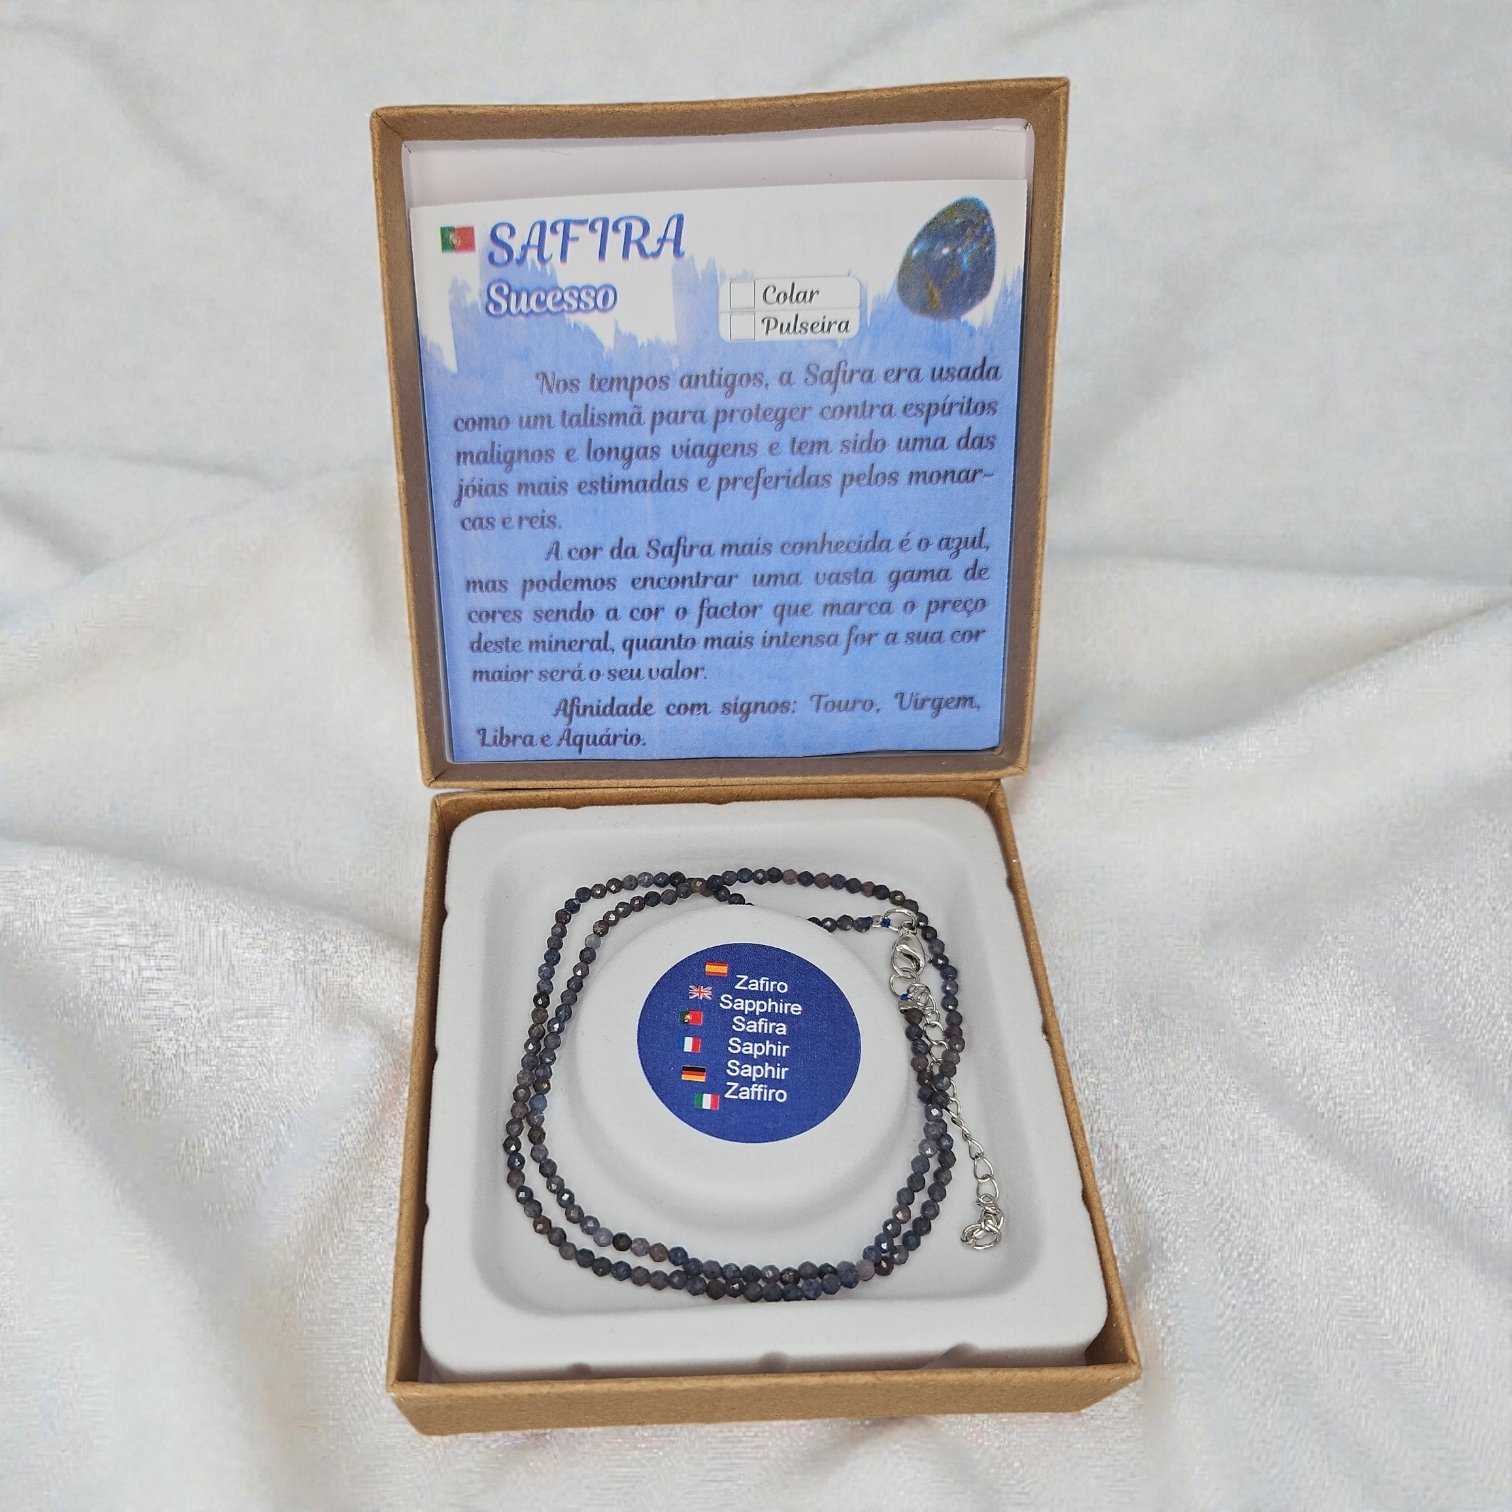 SAFIRA
Sucesso
Colar
Pulseira
Nos tempos antigos, a Safira era usada
como um talismã para proteger contra espíritos
malignos e longas viagens e tem sido uma das
jóias mais estimadas e preferidas pelos monar-
cas e reis.
A cor da Safira mais conhecida é o azul,
mas podemos encontrar uma vasta gama de
cores sendo a cor o factor que marca o preço
deste mineral, quanto mais intensa for a sua cor
maior será o seu valor.
Afinidade com signos: Touro, Virgem,
Libra e Aquário.
Zafiro
Sapphire
Safira
Saphir
Saphir
Zaffiro